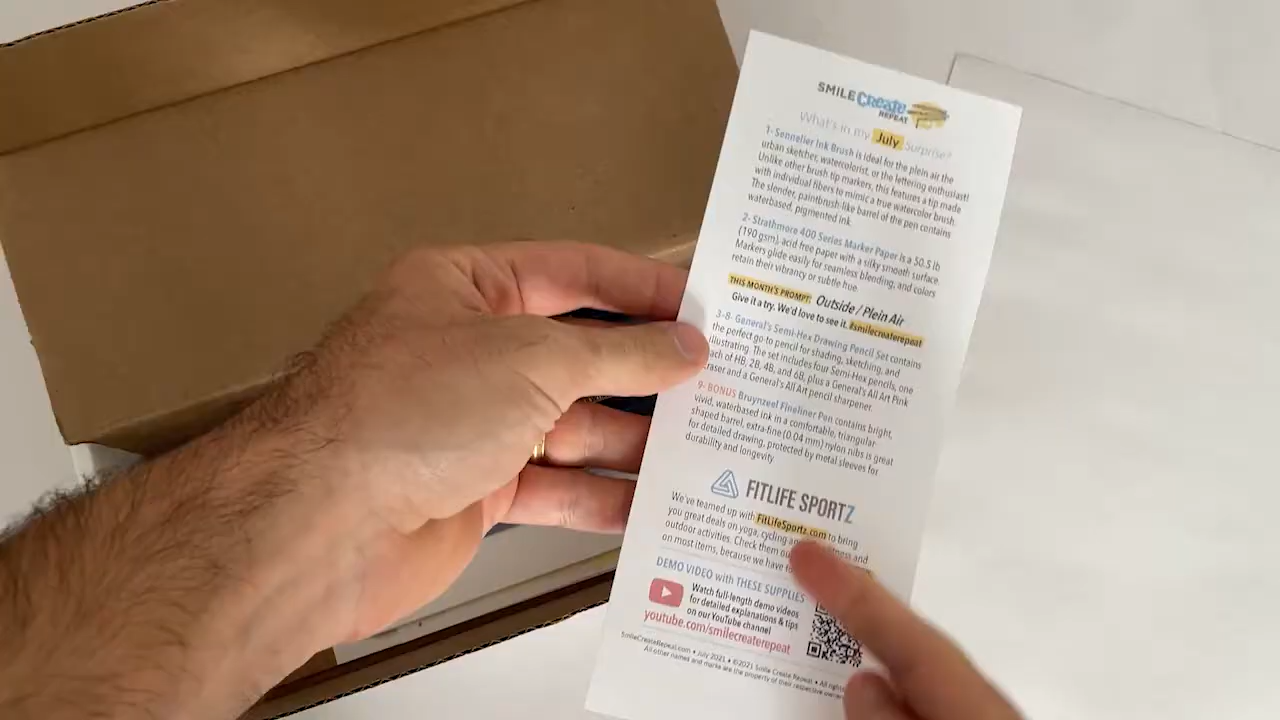 SMILE Create
REPEAT
What's in my July Surprise?
1- Sennelier Ink Brush is ideal for the plein air the
urban sketcher, watercolorist, or the lettering enthusiast!
Unlike other brush tip markers, this features a tip made
with individual fibers to mimic a true watercolor brush.
The slender, paintbrush-like barrel of the pen contains
waterbased, pigmented ink.
2- Strathmore 400 Series Marker Paper is a 50.5 lb
(190 gsm), acid free paper with a silky smooth surface.
Markers glide easily for seamless blending, and colors
retain their vibrancy or subtle hue.
THIS MONTH'S PROMPT: Outside / Plein Air
Give it a try. We'd love to see it. #smilecreaterepeat
3-8- General's Semi-Hex Drawing Pencil Set contains
the perfect go-to pencil for shading, sketching, and
illustrating. The set includes four Semi-Hex pencils, one
each of HB, 2B, 4B, and 6B, plus a General's All Art Pink
Eraser and a General's All Art pencil sharpener.
9- BONUS Bruynzeel Fineliner Pen contains bright,
vivid, waterbased ink in a comfortable, triangular-
shaped barrel, extra-fine (0.04 mm) nylon nibs is great
for detailed drawing, protected by metal sleeves for
durability and longevity
FITLIFE SPORTZ
We've teamed up with FitLifeSportz.com to bring
you great deals on yoga, cycling and
outdoor activities. Check them
on most items, because we have
DEMO VIDEO with THESE SUPPLIES
Watch full-length demo videos
for detailed explanations & tips
on our YouTube channel
youtube.com/smilecreaterepeat
SmileCreateRepeat.com • July 2021 • ©2021 Smile Create Repeat • All
All other names and marks are the property of their respective